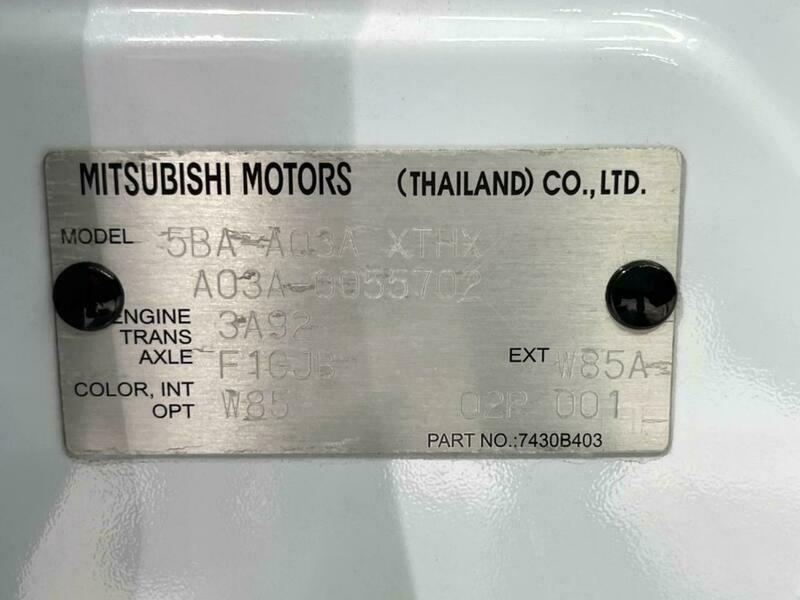 MITSUBISHI MOTORS (THAILAND) CO., LTD.
MODEL 5BA-A03A XTHX
A03A-0055702
ENGINE 3A92
TRANS
AXLE F1CJB EXT W85A
COLOR, INT
OPT W85 02P 001
PART NO.:7430B403